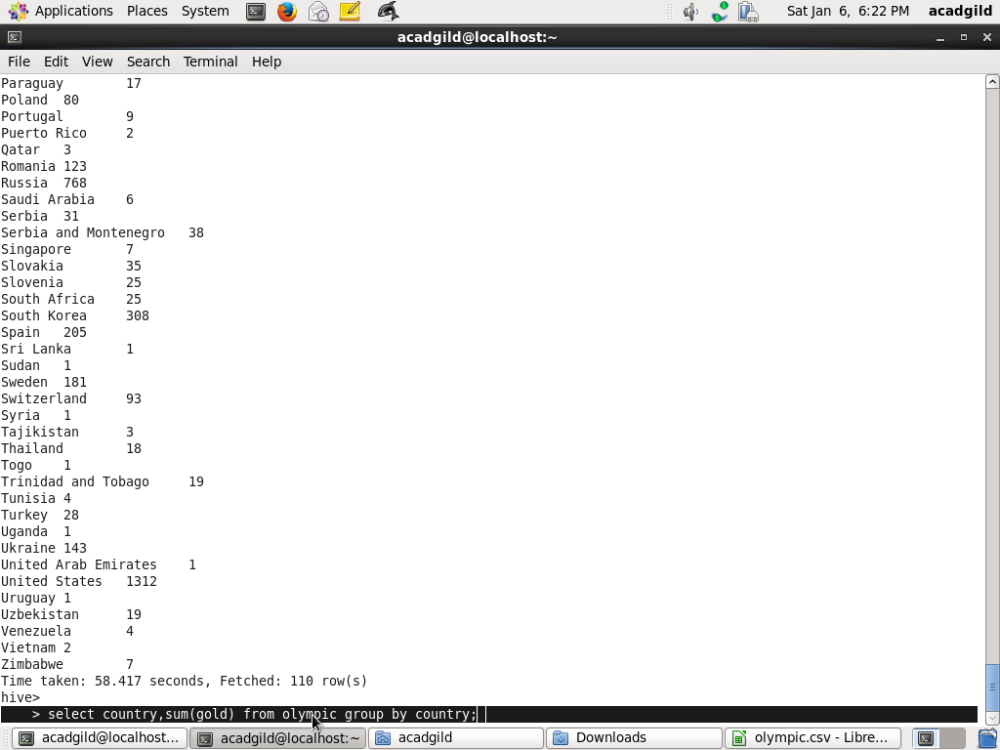 Applications Places System Sat Jan 6, 6:22 PM acadgild
acadgild@localhost:~
File Edit View Search Terminal Help
Paraguay 17
Poland 80
Portugal 9
Puerto Rico 2
Qatar 3
Romania 123
Russia 768
Saudi Arabia 6
Serbia 31
Serbia and Montenegro 38
Singapore 7
Slovakia 35
Slovenia 25
South Africa 25
South Korea 308
Spain 205
Sri Lanka 1
Sudan 1
Sweden 181
Switzerland 93
Syria 1
Tajikistan 3
Thailand 18
Togo 1
Trinidad and Tobago 19
Tunisia 4
Turkey 28
Uganda 1
Ukraine 143
United Arab Emirates 1
United States 1312
Uruguay 1
Uzbekistan 19
Venezuela 4
Vietnam 2
Zimbabwe 7
Time taken: 58.417 seconds, Fetched: 110 row(s)
hive>
> select country,sum(gold) from olympic group by country;
acadgild@localhost... acadgild@localhost:~ acadgild Downloads olympic.csv - Libre...